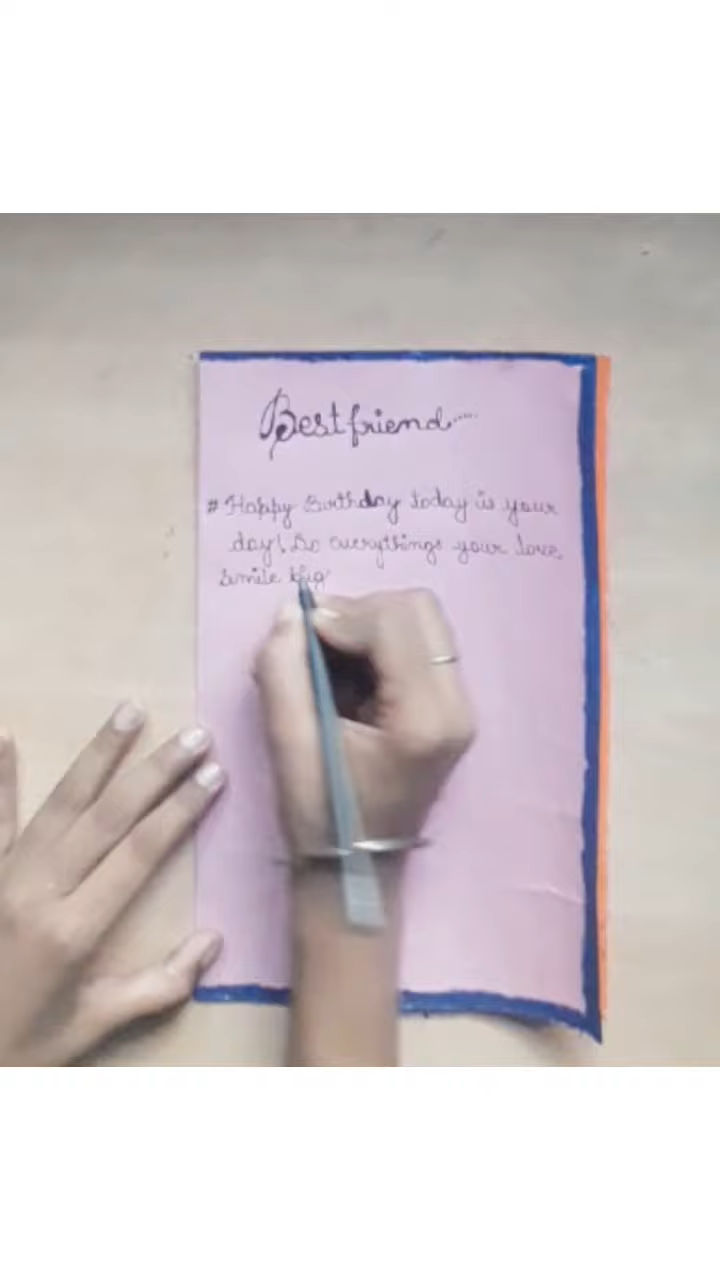 Bestfriend.....
# Happy Birthday today is your
day! Do everythings your love
Smile big